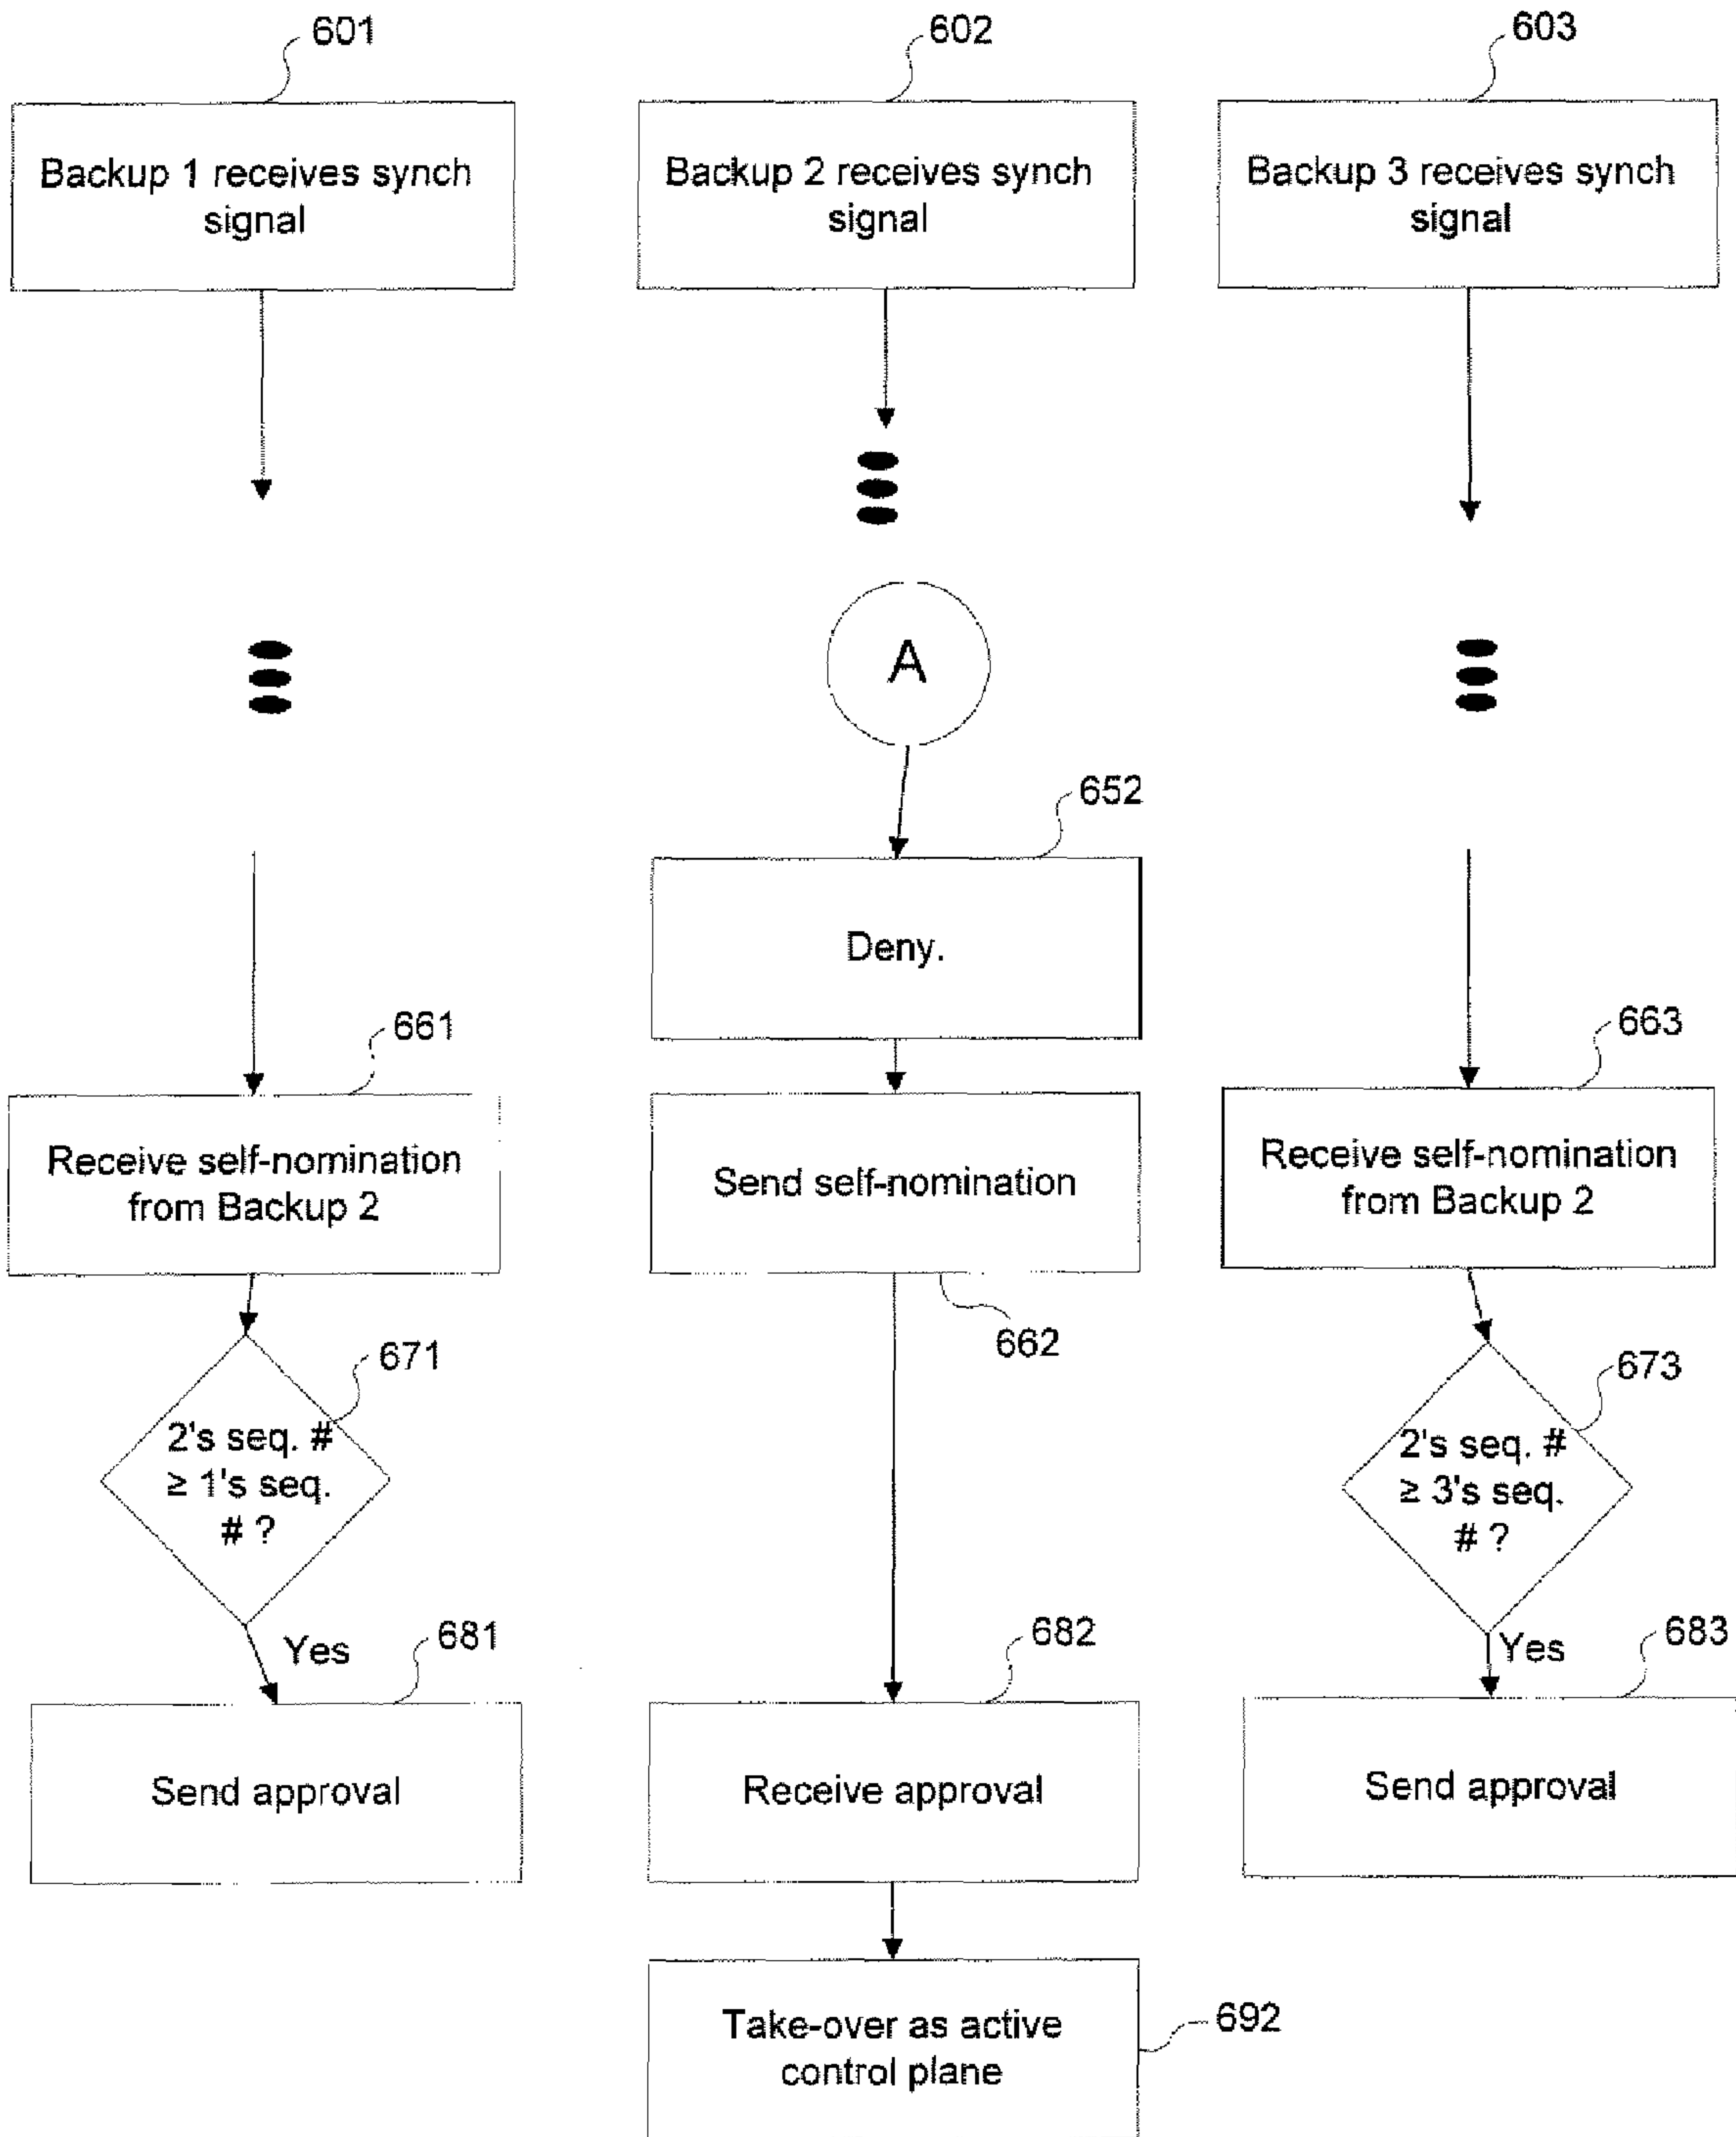 601
602
603
Backup 1 receives synch
signal
Backup 2 receives synch
signal
Backup 3 receives synch
signal
A
652
Deny.
661
663
Receive self-nomination
from Backup 2
Send self-nomination
Receive self-nomination
from Backup 2
662
671
673
2's seq. #
≥ 1's seq.
# ?
2's seq. #
≥ 3's seq.
# ?
Yes
681
682
Yes
683
Send approval
Receive approval
Send approval
Take-over as active
control plane
692